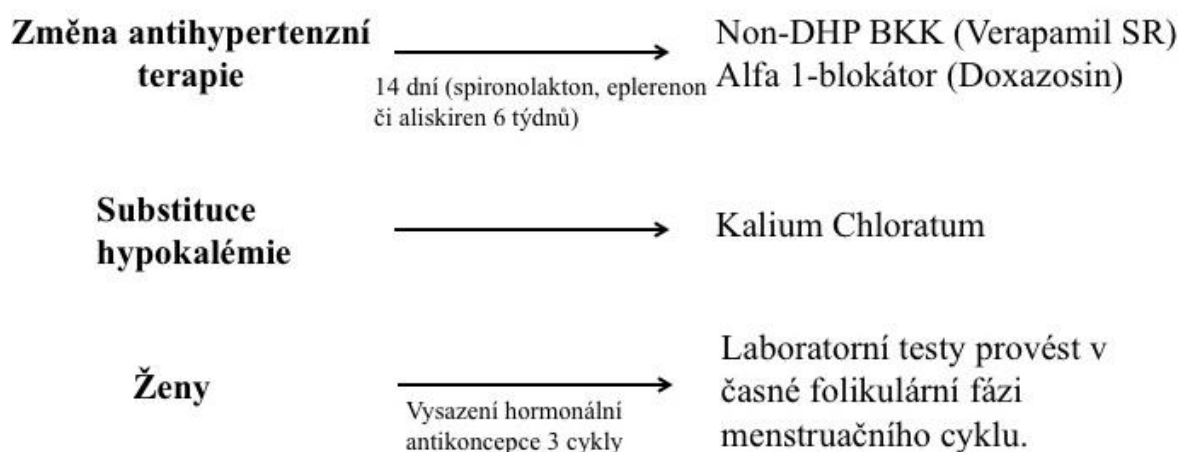 Změna antihypertenzní
terapie
14 dní (spironolakton, eplerenon
či aliskiren 6 týdnů)
Non-DHP BKK (Verapamil SR)
Alfa 1-blokátor (Doxazosin)
Substituce
hypokalémie
Kalium Chloratum
Ženy
Vysazení hormonální
antikoncepce 3 cykly
Laboratorní testy provést v
časné folikulární fázi
menstruačního cyklu.